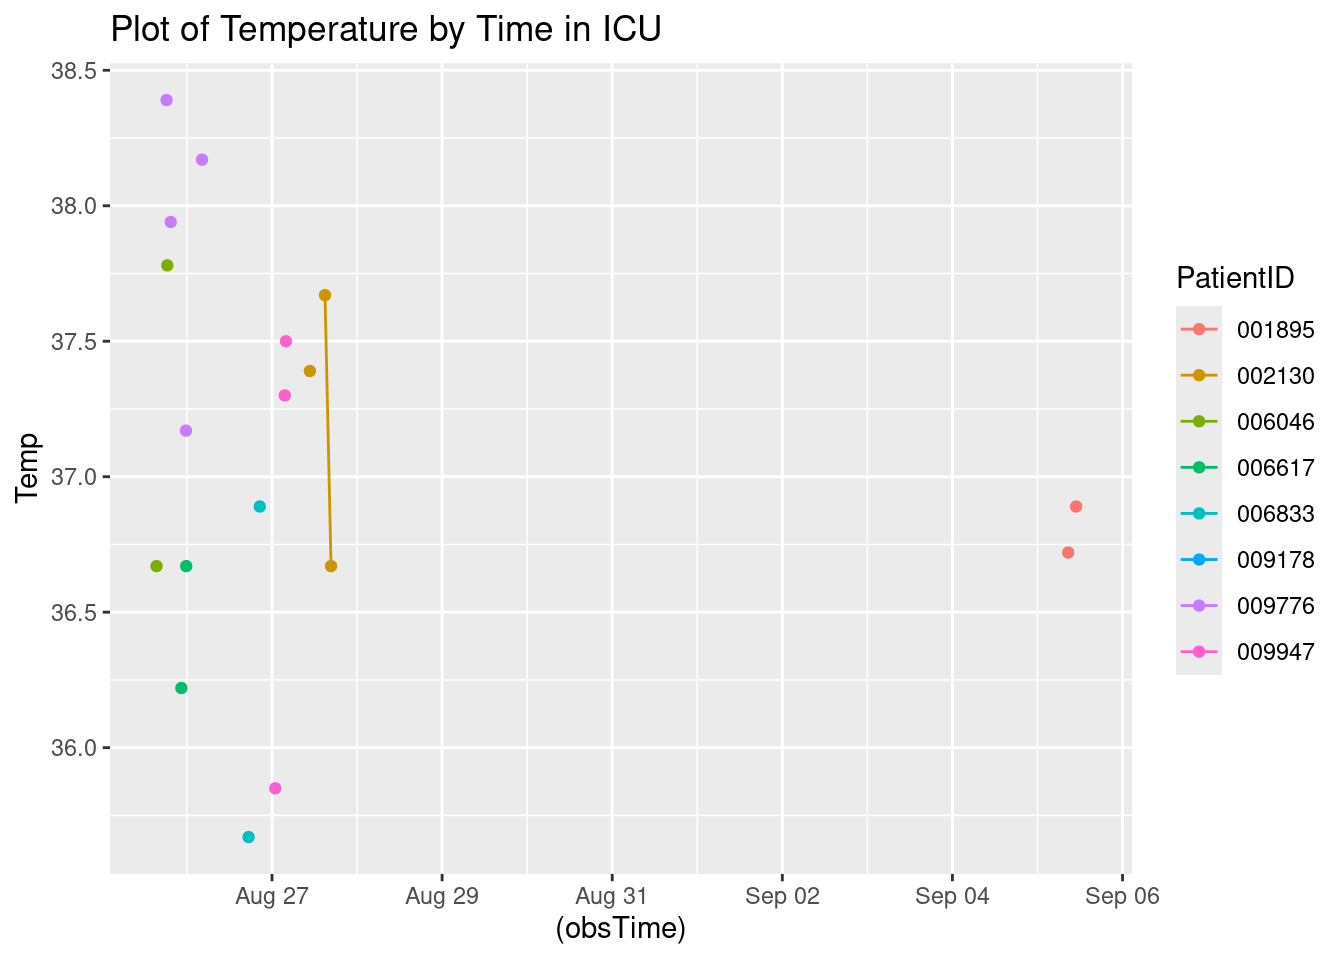 Plot of Temperature by Time in ICU
38.5
38.0
37.5
37.0
36.5
36.0
Temp
Aug 27 Aug 29 Aug 31 Sep 02 Sep 04 Sep 06
(obsTime)
PatientID
001895
002130
006046
006617
006833
009178
009776
009947